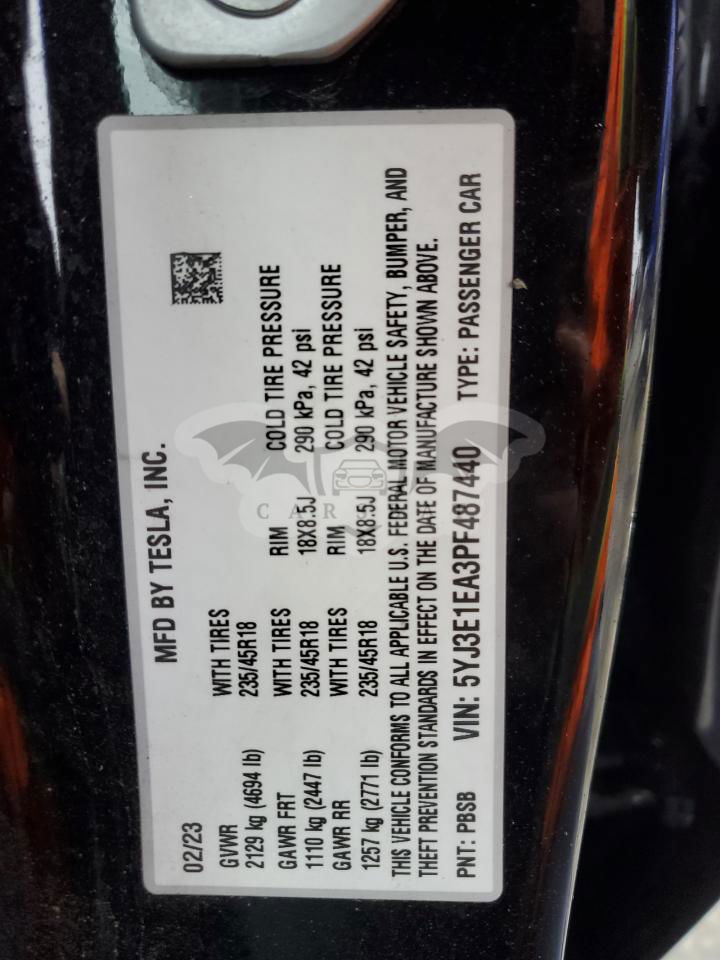 MFD BY TESLA, INC.
02/23
GVWR WITH TIRES RIM COLD TIRE PRESSURE
2129 kg (4694 lb) 235/45R18
GAWR FRT WITH TIRES RIM COLD TIRE PRESSURE
1110 kg (2447 lb) 235/45R18 18X8.5J 290 kPa, 42 psi
GAWR RR WITH TIRES RIM COLD TIRE PRESSURE
1257 kg (2771 lb) 235/45R18 18X8.5J 290 kPa, 42 psi
THIS VEHICLE CONFORMS TO ALL APPLICABLE U.S. FEDERAL MOTOR VEHICLE SAFETY, BUMPER, AND
THEFT PREVENTION STANDARDS IN EFFECT ON THE DATE OF MANUFACTURE SHOWN ABOVE.
PNT: PBSB VIN: 5YJ3E1EA3PF487440 TYPE: PASSENGER CAR